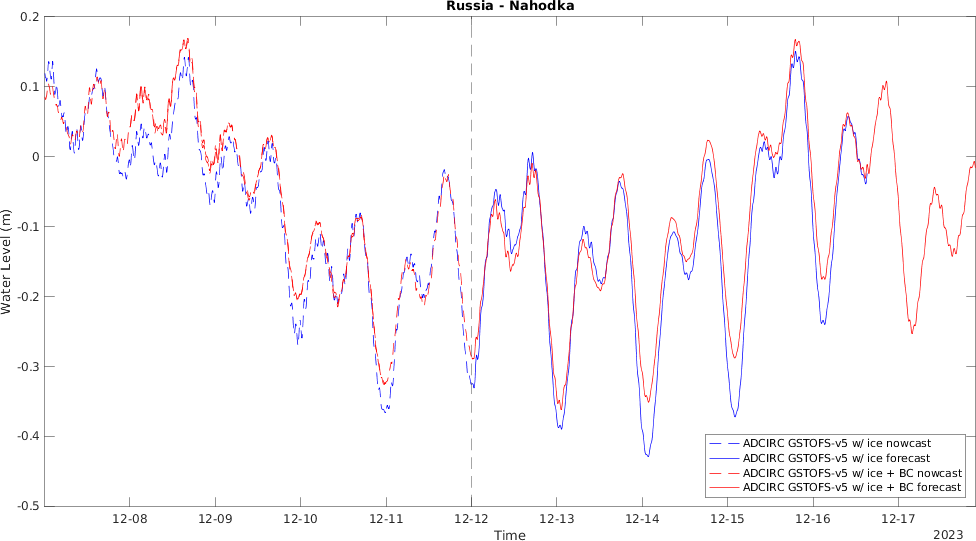 Russia - Nahodka
Water Level (m)
0.2
0.1
0
-0.1
-0.2
-0.3
-0.4
-0.5
ADCIRC GSTOFS-v5 w/ ice nowcast
ADCIRC GSTOFS-v5 w/ ice forecast
ADCIRC GSTOFS-v5 w/ ice + BC nowcast
ADCIRC GSTOFS-v5 w/ ice + BC forecast
12-08 12-09 12-10 12-11 12-12 12-13 12-14 12-15 12-16 12-17
Time
2023